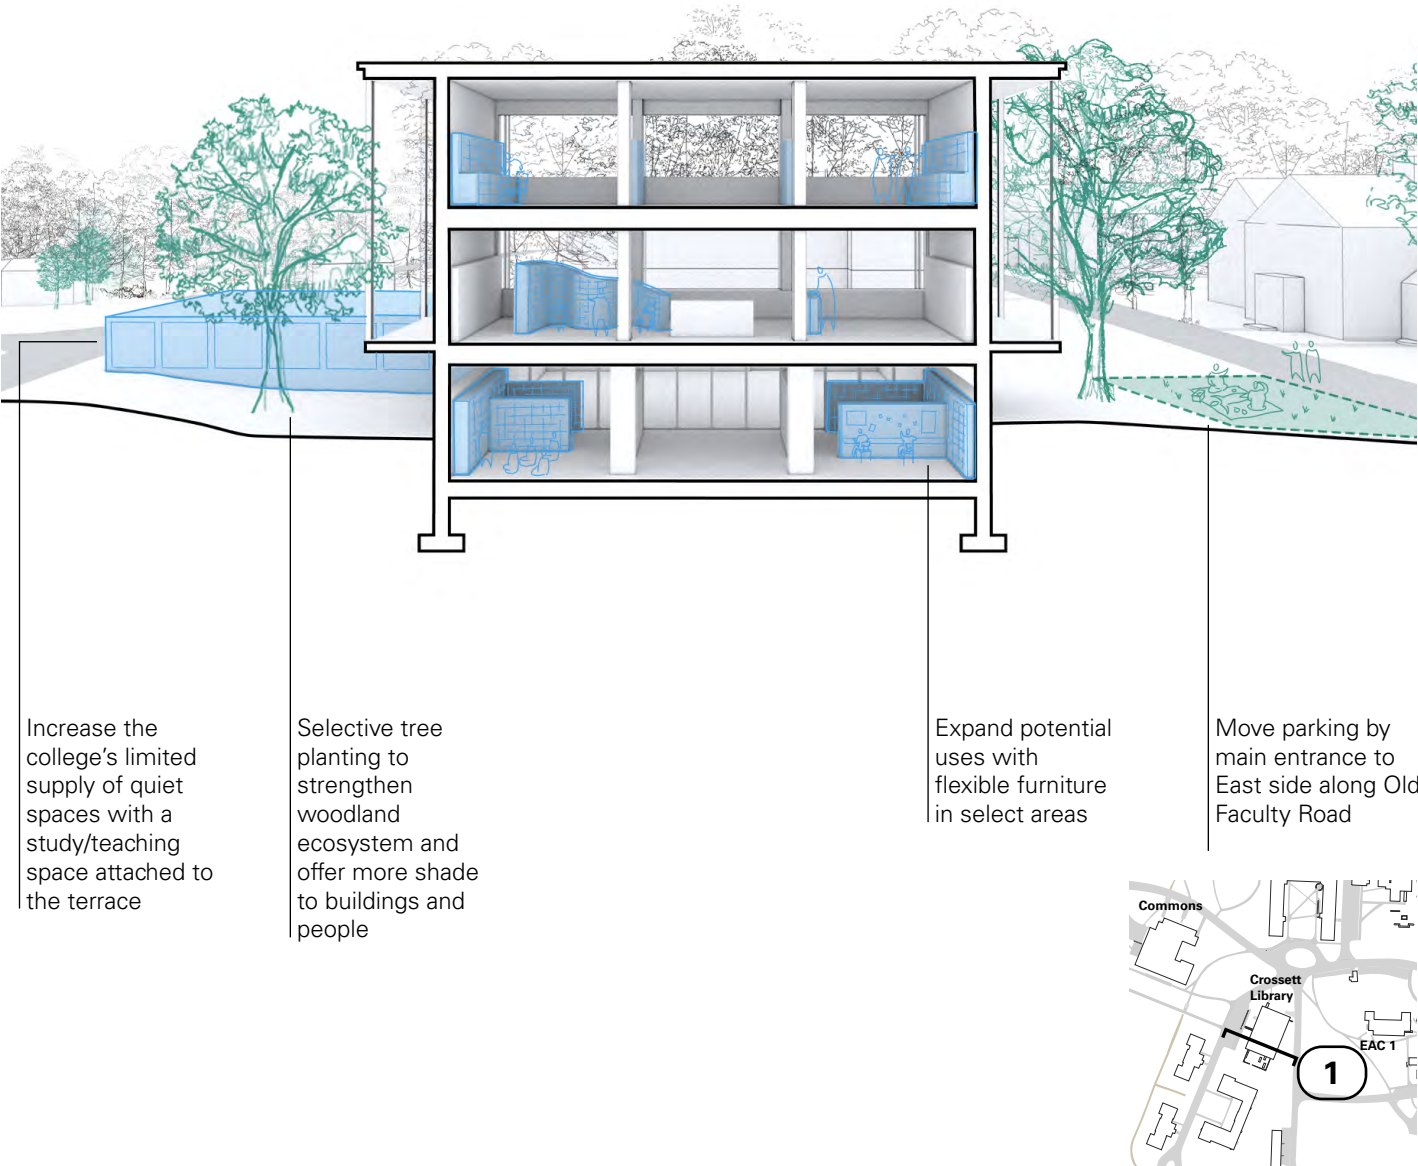 Increase the
college’s limited
supply of quiet
spaces with a
study/teaching
space attached to
the terrace
Selective tree
planting to
strengthen
woodland
ecosystem and
offer more shade
to buildings and
people
Expand potential
uses with
flexible furniture
in select areas
Move parking by
main entrance to
East side along Old
Faculty Road
Commons
Crossett
Library
EAC 1
1